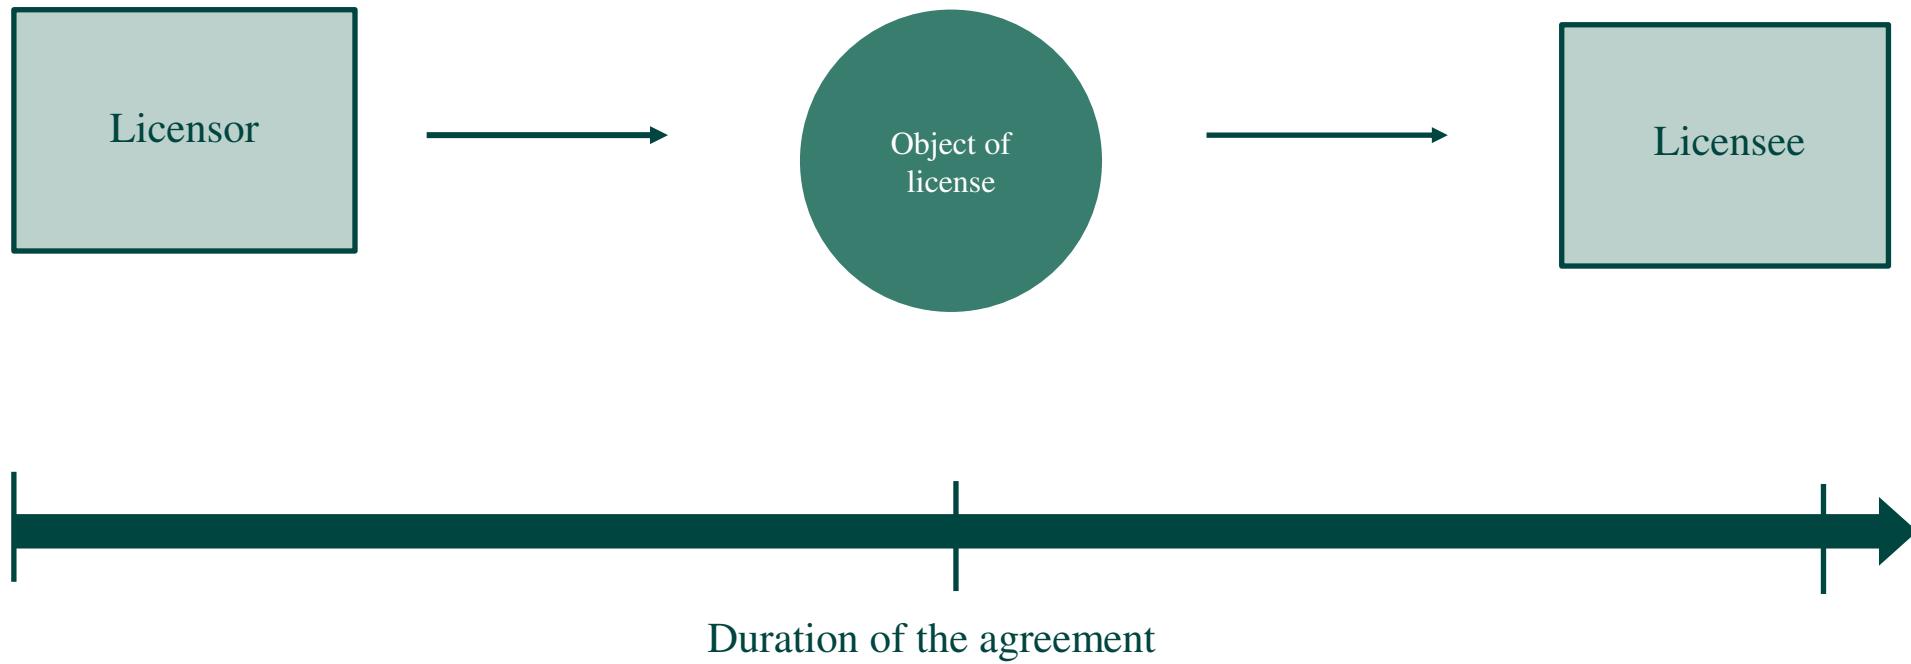 Licensor
Object of
license
Licensee
Duration of the agreement